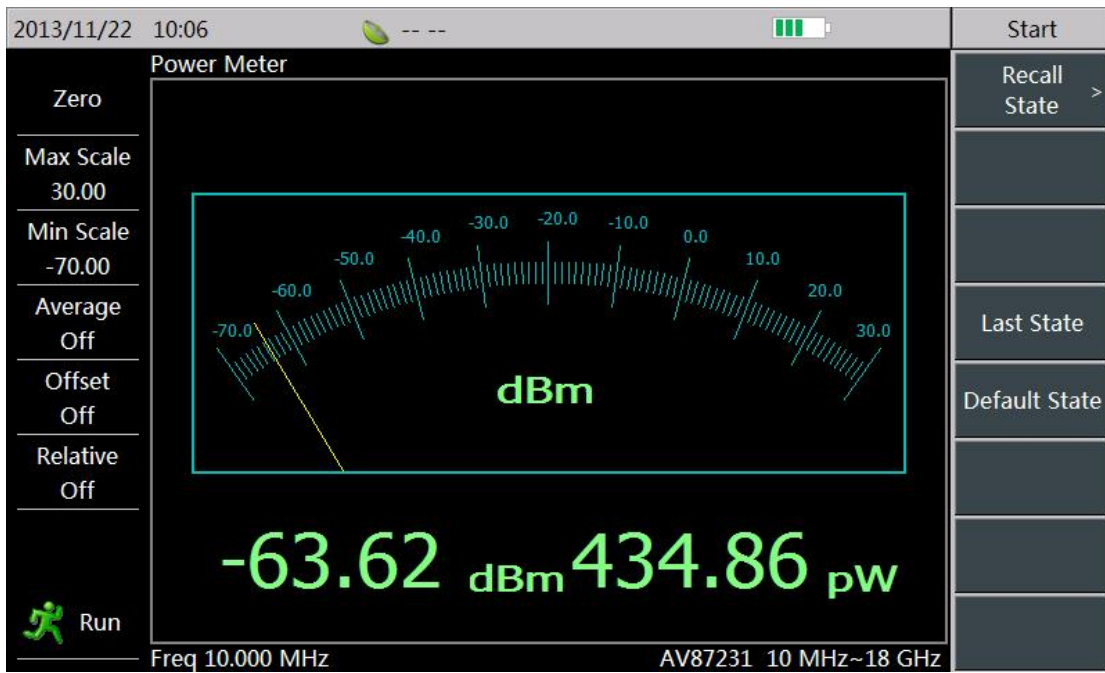 2013/11/22 10:06 -- -- Start
Power Meter
Zero
Max Scale
30.00
Min Scale
-70.00
Average
Off
Offset
Off
Relative
Off
Run
-70.0 -60.0 -50.0 -40.0 -30.0 -20.0 -10.0 0.0 10.0 20.0 30.0
dBm
-63.62 dBm 434.86 pW
Freq 10.000 MHz AV87231 10 MHz~18 GHz
Recall
State >
Last State
Default State